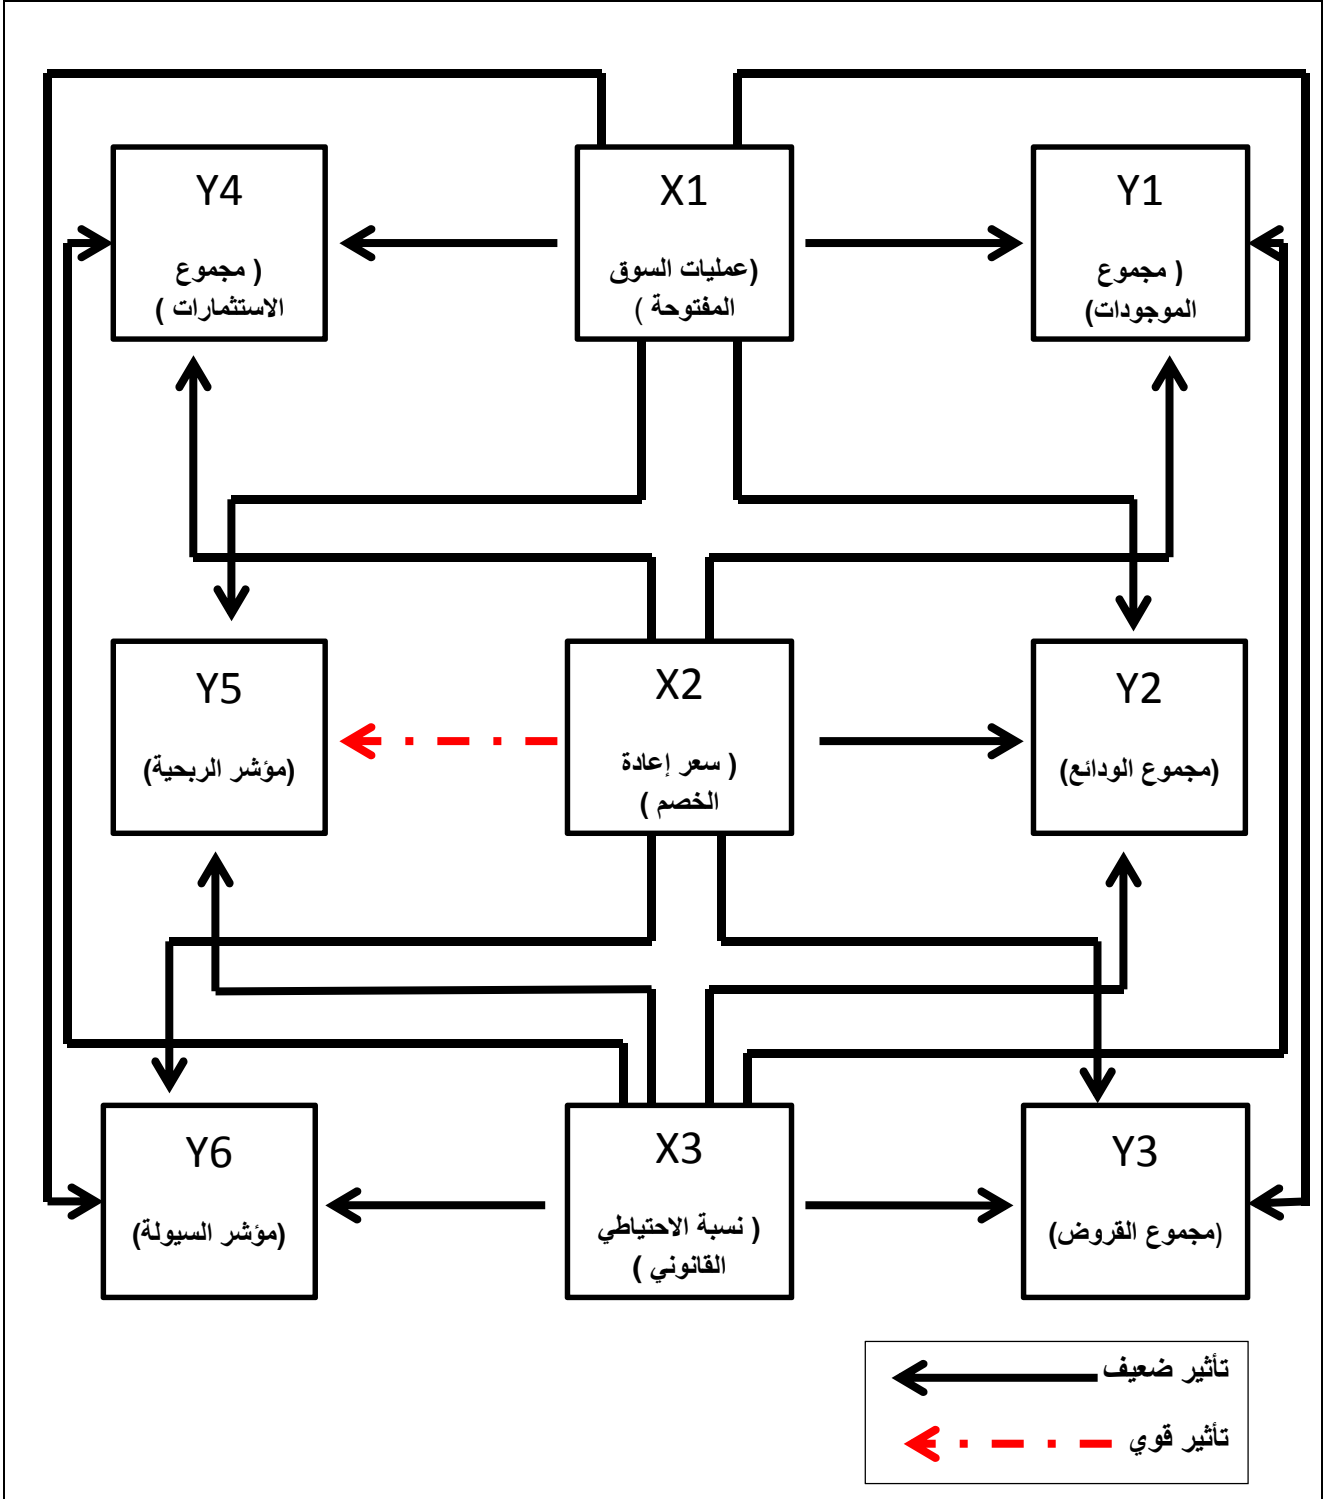 Y1
( مجموع
الموجودات)
X1
(عمليات السوق
المفتوحة )
Y4
( مجموع
الاستثمارات )
Y2
(مجموع الودائع)
X2
( سعر إعادة
الخصم )
Y5
(مؤشر الربحية)
Y3
(مجموع القروض)
X3
( نسبة الاحتياطي
القانوني )
Y6
(مؤشر السيولة)
تأثير ضعيف
تأثير قوي